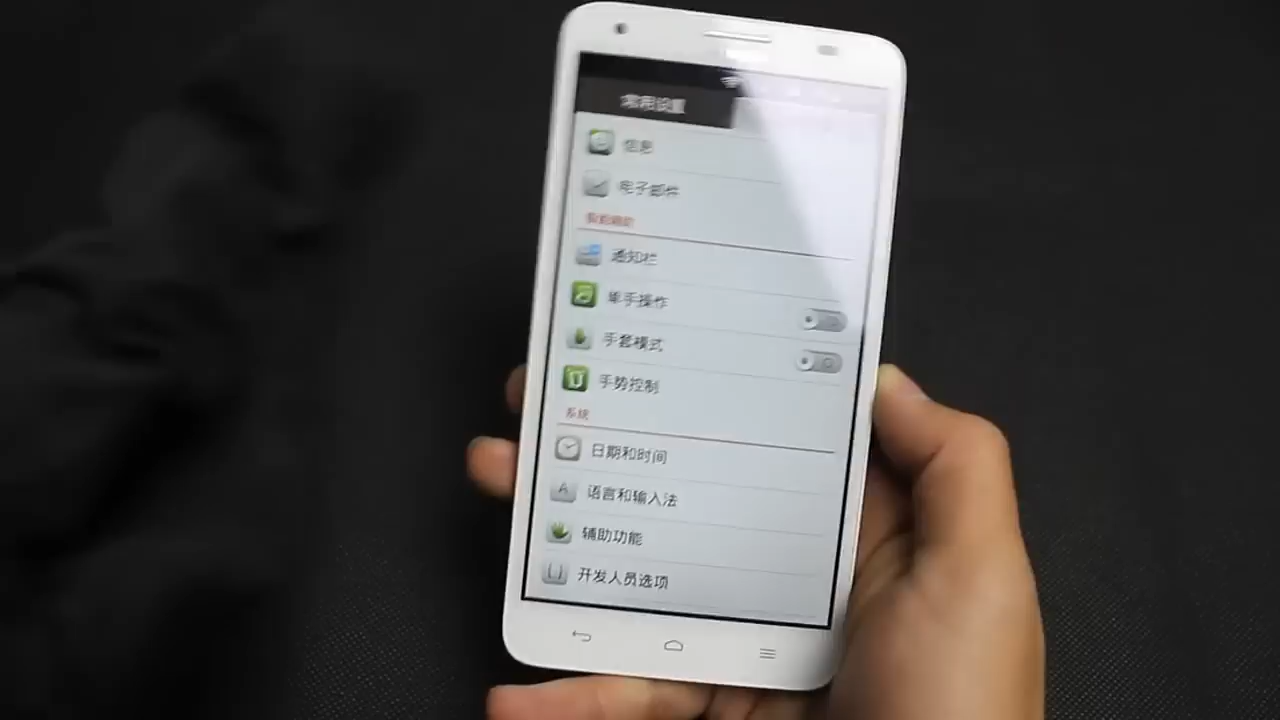 常用设置
信息
电子邮件
智能辅助
通知栏
单手操作
手套模式
手势控制
系统
日期和时间
A 语言和输入法
辅助功能
开发人员选项